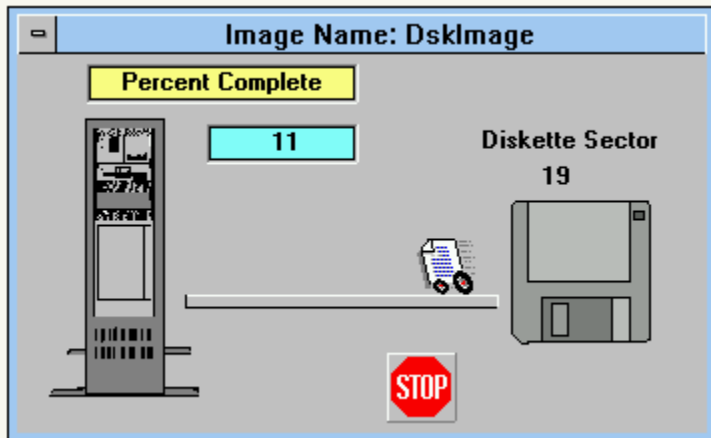 Image Name: DskImage
Percent Complete
11
Diskette Sector
19
STOP